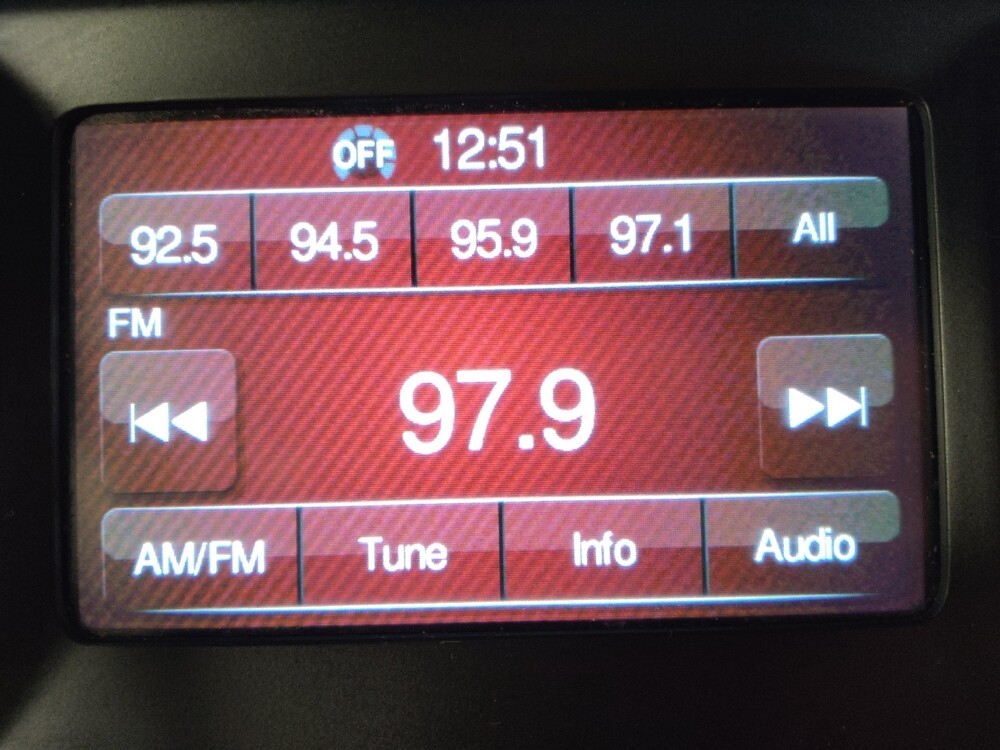 OFF 12:51
92.5 94.5 95.9 97.1 All
FM
97.9
AM/FM Tune Info Audio